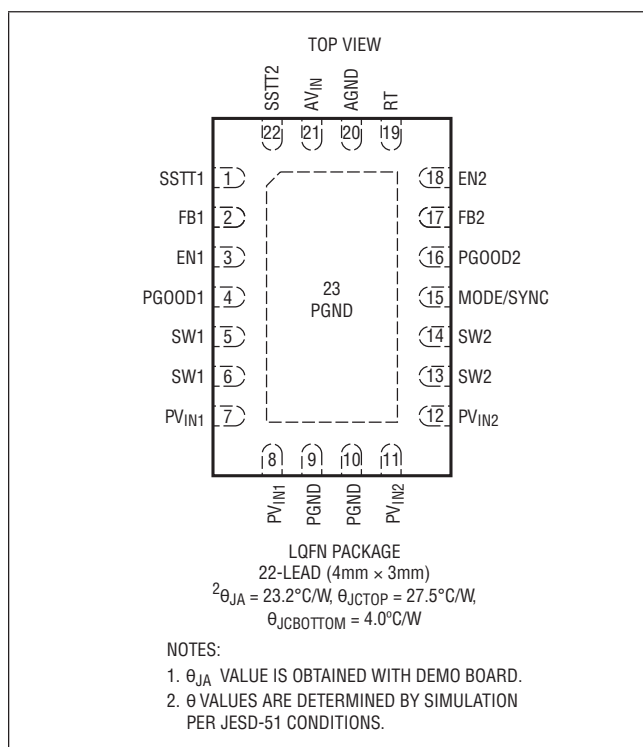 TOP VIEW
SSTT2
AVIN
AGND
RT
22
21
20
19
SSTT1 1
FB1 2
EN1 3
PGOOD1 4
SW1 5
SW1 6
PVIN1 7
18 EN2
17 FB2
16 PGOOD2
15 MODE/SYNC
14 SW2
13 SW2
12 PVIN2
23
PGND
8
9
10
11
PVIN1
PGND
PGND
PVIN2
LQFN PACKAGE
22-LEAD (4mm × 3mm)
²θJA = 23.2°C/W, θJCTOP = 27.5°C/W,
θJCBOTTOM = 4.0°C/W
NOTES:
1. θJA VALUE IS OBTAINED WITH DEMO BOARD.
2. θ VALUES ARE DETERMINED BY SIMULATION
PER JESD-51 CONDITIONS.